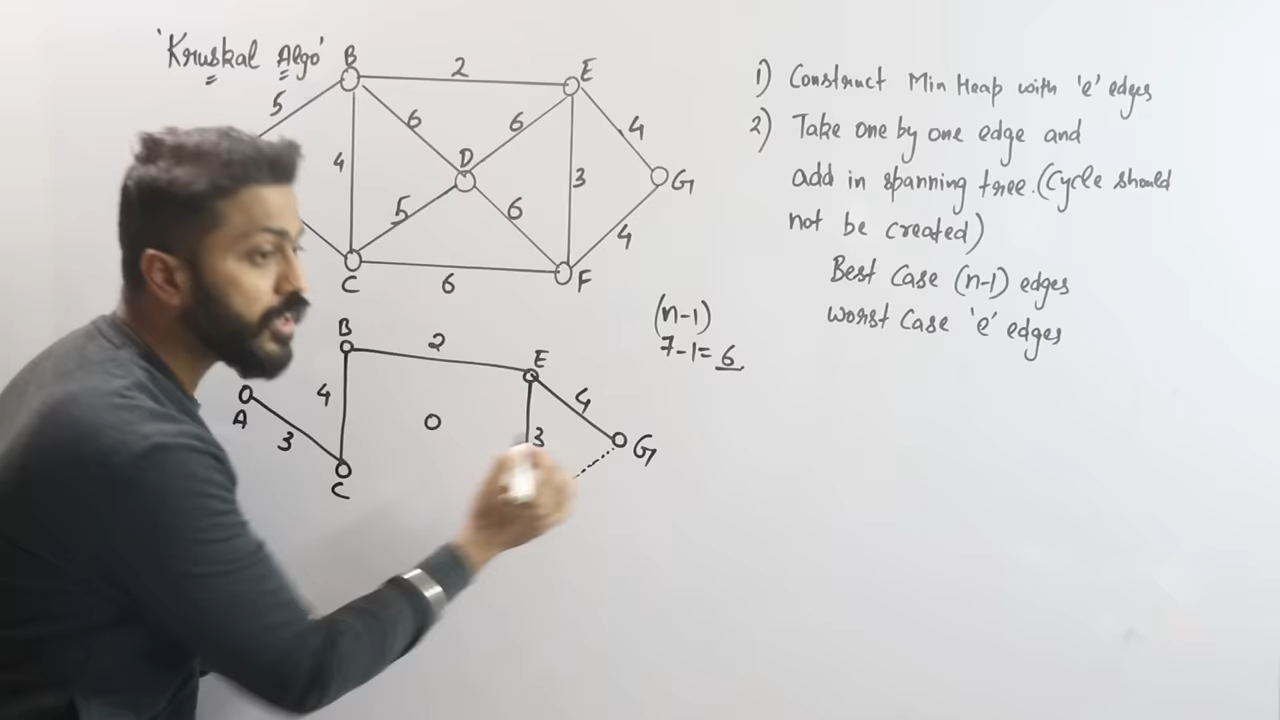 'Kruskal Algo'
B
2
E
5
6
6
4
4
D
3
G
5
6
4
C
6
F
B
2
E
4
4
A
3
3
G
C
(n-1)
7-1=6
1) Construct Min Heap with 'e' edges
2) Take one by one edge and
add in spanning tree.(Cycle should
not be created)
Best Case (n-1) edges
worst Case 'e' edges